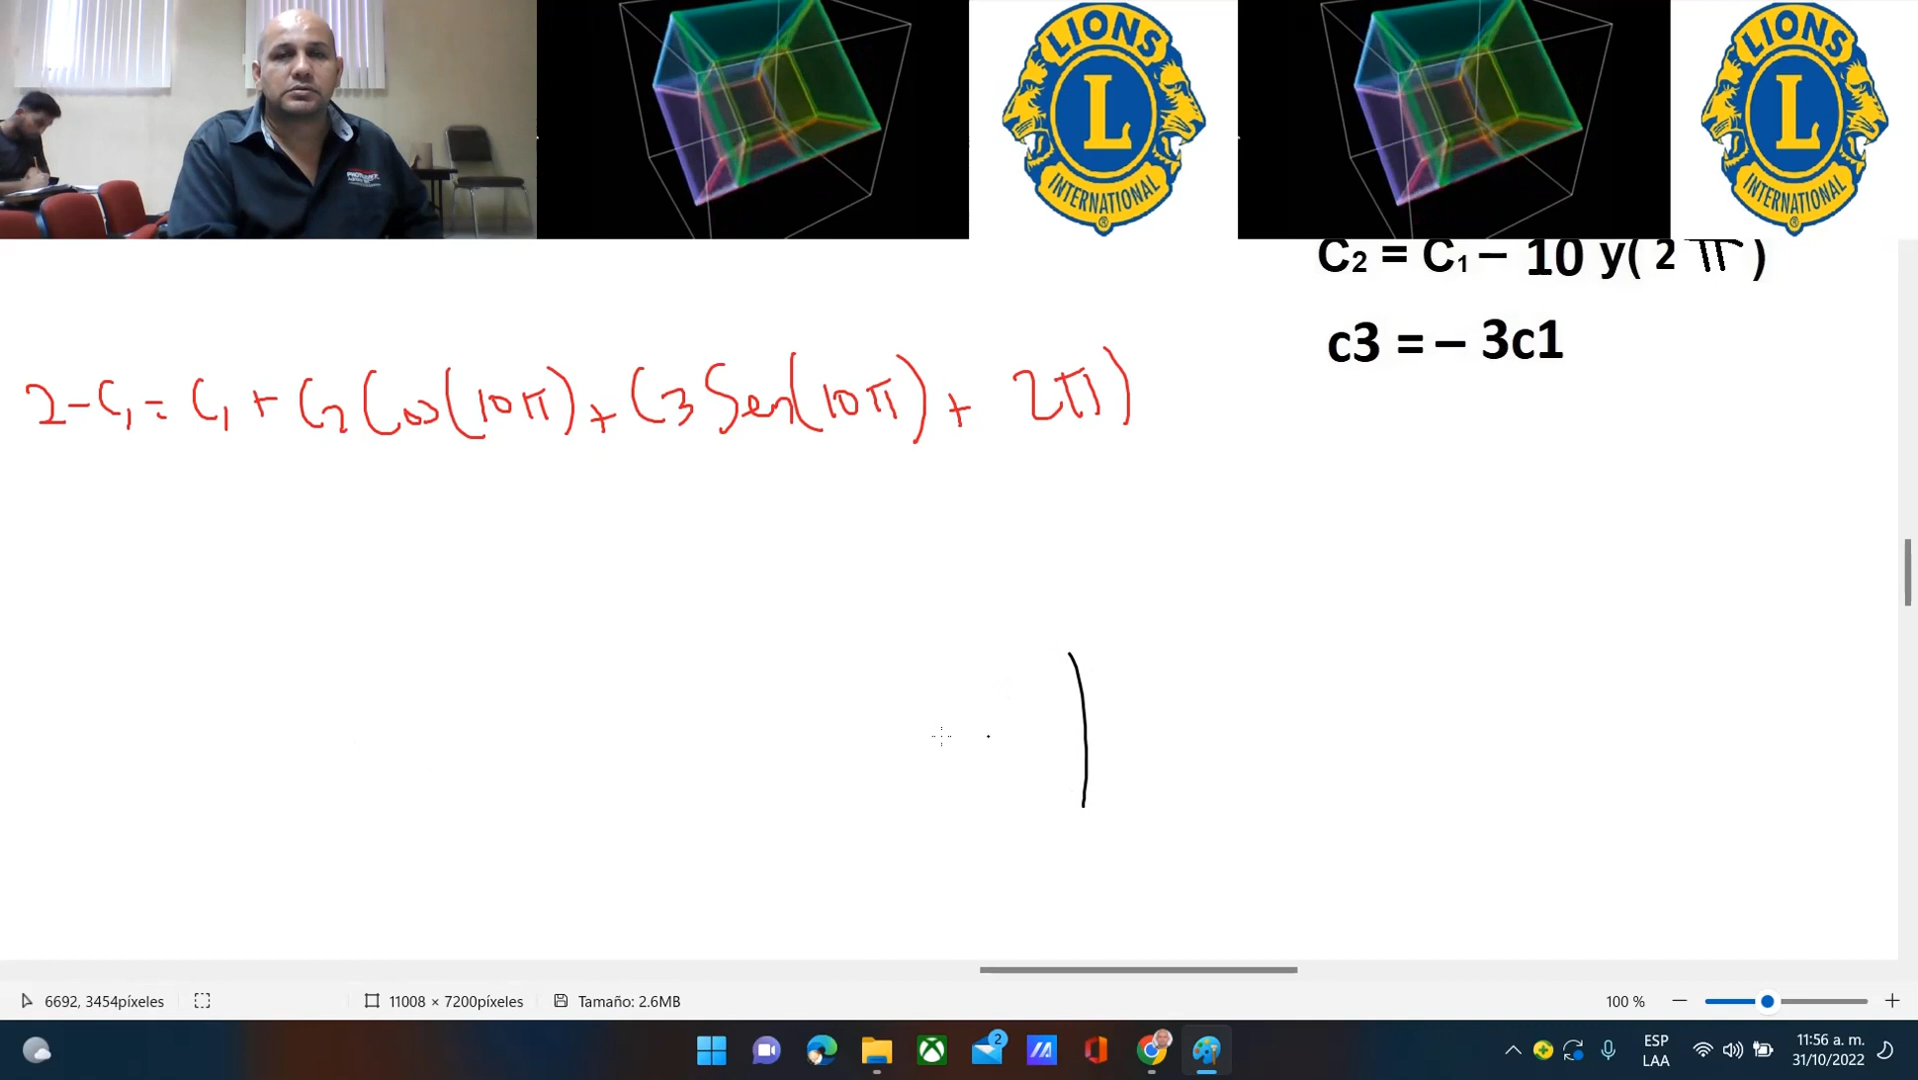 LIONS
L
INTERNATIONAL
®
LIONS
L
INTERNATIONAL
®
C2 = C1 – 10 y( 2 π )
c3 = – 3c1
2-C1 = C1 + C2 Cos(10π) + (C3 Sen(10π) + 2π)
)
6692, 3454píxeles
11008 × 7200píxeles
Tamaño: 2.6MB
100 %
2
ESP
LAA
11:56 a. m.
31/10/2022